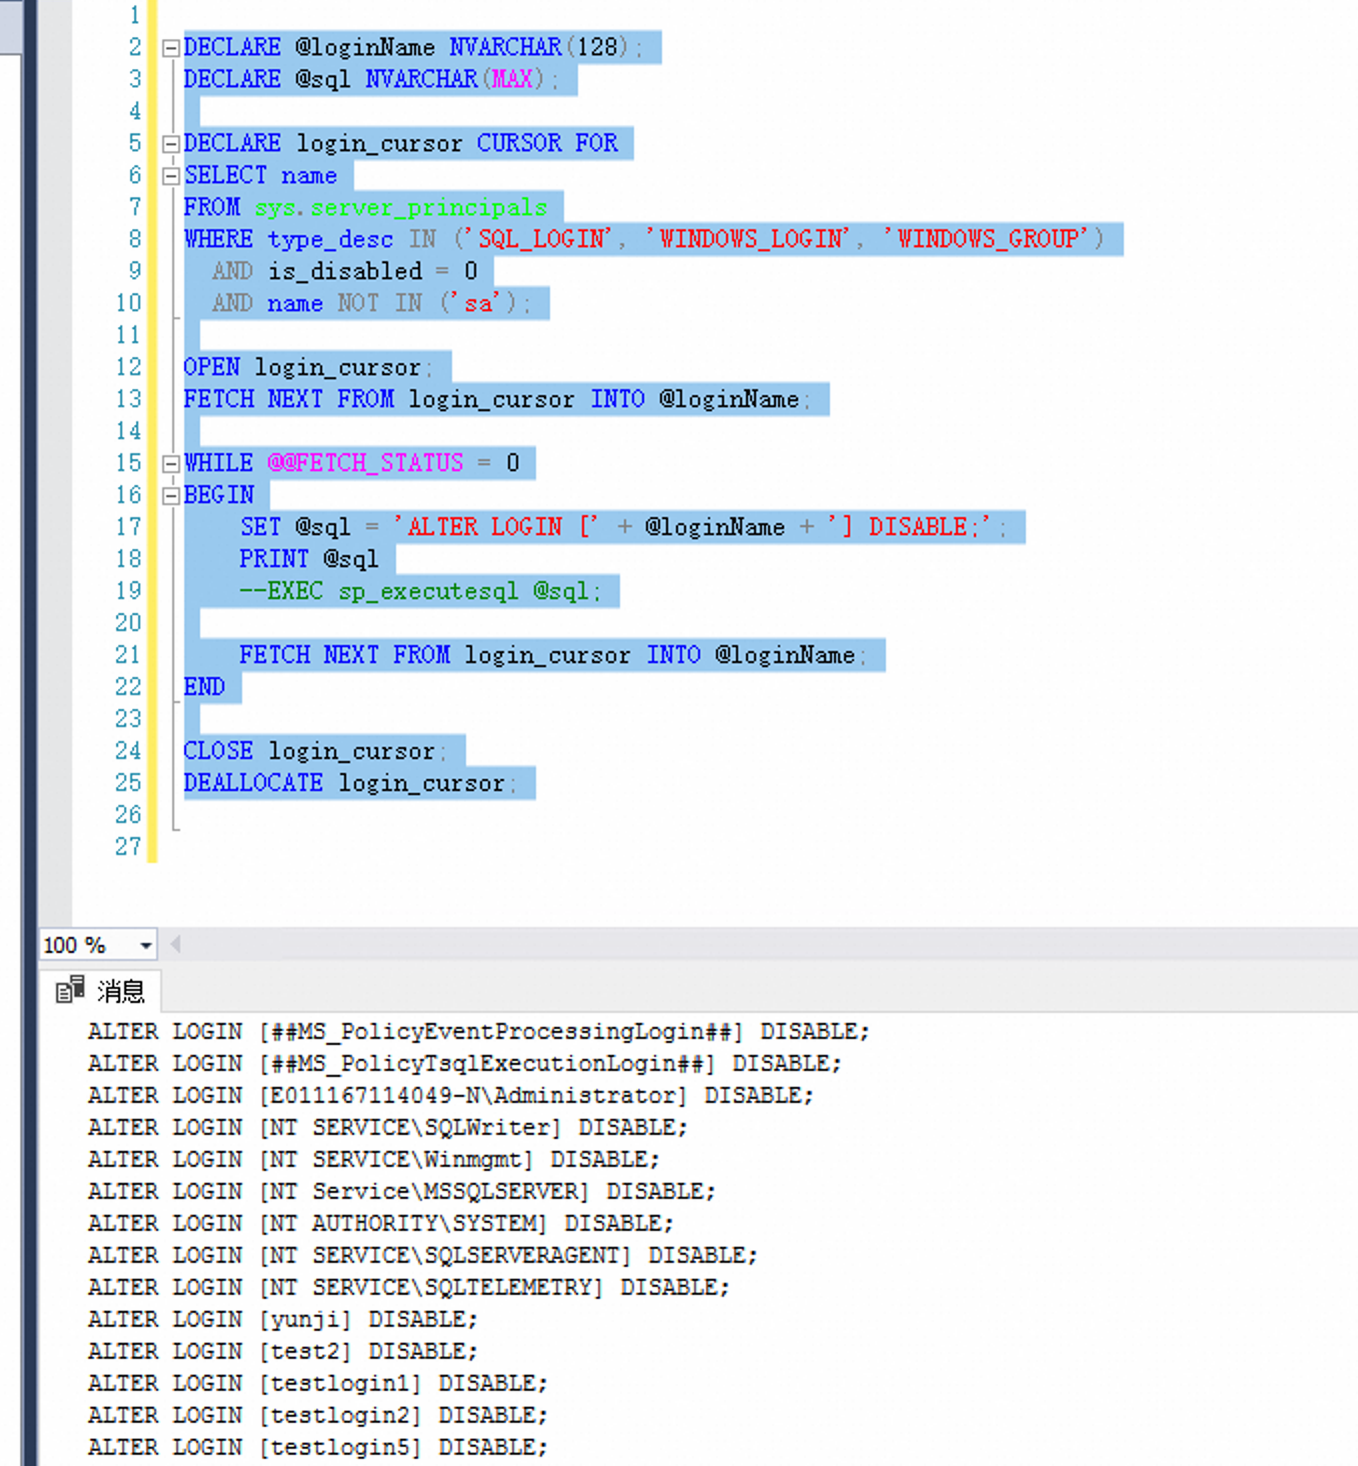 1
2 DECLARE @loginName NVARCHAR(128);
3 DECLARE @sql NVARCHAR(MAX);
4
5 DECLARE login_cursor CURSOR FOR
6 SELECT name
7 FROM sys.server_principals
8 WHERE type_desc IN ('SQL_LOGIN', 'WINDOWS_LOGIN', 'WINDOWS_GROUP')
9   AND is_disabled = 0
10   AND name NOT IN ('sa');
11
12 OPEN login_cursor;
13 FETCH NEXT FROM login_cursor INTO @loginName;
14
15 WHILE @@FETCH_STATUS = 0
16 BEGIN
17     SET @sql = 'ALTER LOGIN [' + @loginName + '] DISABLE;';
18     PRINT @sql
19     --EXEC sp_executesql @sql;
20
21     FETCH NEXT FROM login_cursor INTO @loginName;
22 END
23
24 CLOSE login_cursor;
25 DEALLOCATE login_cursor;
26
27
100 %
消息
ALTER LOGIN [##MS_PolicyEventProcessingLogin##] DISABLE;
ALTER LOGIN [##MS_PolicyTsqlExecutionLogin##] DISABLE;
ALTER LOGIN [E011167114049-N\Administrator] DISABLE;
ALTER LOGIN [NT SERVICE\SQLWriter] DISABLE;
ALTER LOGIN [NT SERVICE\Winmgmt] DISABLE;
ALTER LOGIN [NT Service\MSSQLSERVER] DISABLE;
ALTER LOGIN [NT AUTHORITY\SYSTEM] DISABLE;
ALTER LOGIN [NT SERVICE\SQLSERVERAGENT] DISABLE;
ALTER LOGIN [NT SERVICE\SQLTELEMETRY] DISABLE;
ALTER LOGIN [yunji] DISABLE;
ALTER LOGIN [test2] DISABLE;
ALTER LOGIN [testlogin1] DISABLE;
ALTER LOGIN [testlogin2] DISABLE;
ALTER LOGIN [testlogin5] DISABLE;